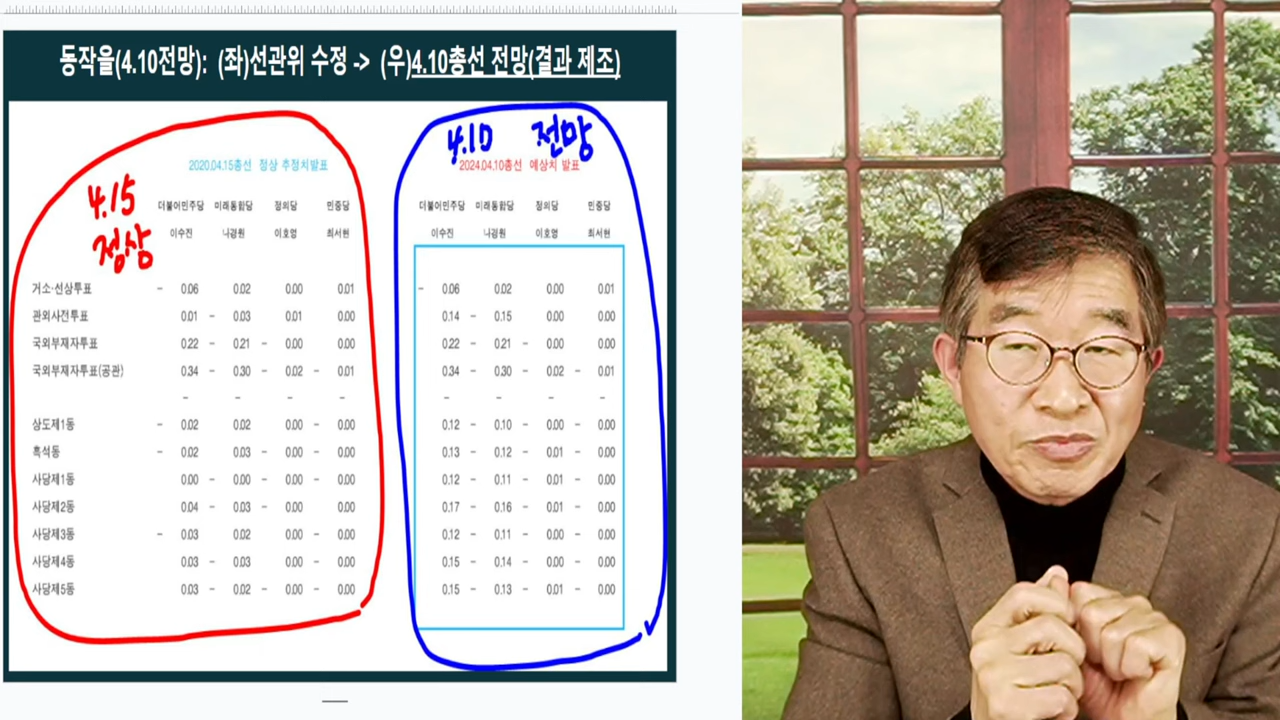 동작을(4.10전망): (좌)선관위 수정 -> (우)4.10총선 전망(결과 제조)
4.15
정상
2020.04.15총선 정상 추정치발표
더불어민주당 미래통합당 정의당 민중당
이수진 나경원 이호영 최서현
거소·선상투표 - 0.06 0.02 0.00 0.01
관외사전투표 0.01 - 0.03 0.01 0.00
국외부재자투표 0.22 - 0.21 - 0.00 0.00
국외부재자투표(공관) 0.34 - 0.30 - 0.02 - 0.01
- - - -
상도제1동 - 0.02 0.02 0.00 - 0.00
흑석동 - 0.02 0.03 - 0.00 - 0.00
사당제1동 0.00 - 0.00 - 0.00 0.00
사당제2동 0.04 - 0.03 - 0.00 - 0.00
사당제3동 - 0.03 0.02 0.00 - 0.00
사당제4동 0.03 - 0.03 0.00 - 0.00
사당제5동 0.03 - 0.02 - 0.00 - 0.00
4.10 전망
2024.04.10총선 예상치 발표
더불어민주당 미래통합당 정의당 민중당
이수진 나경원 이호영 최서현
- 0.06 0.02 0.00 0.01
0.14 - 0.15 0.00 0.00
0.22 - 0.21 - 0.00 0.00
0.34 - 0.30 - 0.02 - 0.01
- - - -
0.12 - 0.10 - 0.00 - 0.00
0.13 - 0.12 - 0.01 - 0.00
0.12 - 0.11 - 0.01 - 0.00
0.17 - 0.16 - 0.01 - 0.00
0.12 - 0.11 - 0.01 - 0.00
0.15 - 0.14 - 0.00 - 0.00
0.15 - 0.13 - 0.01 - 0.00